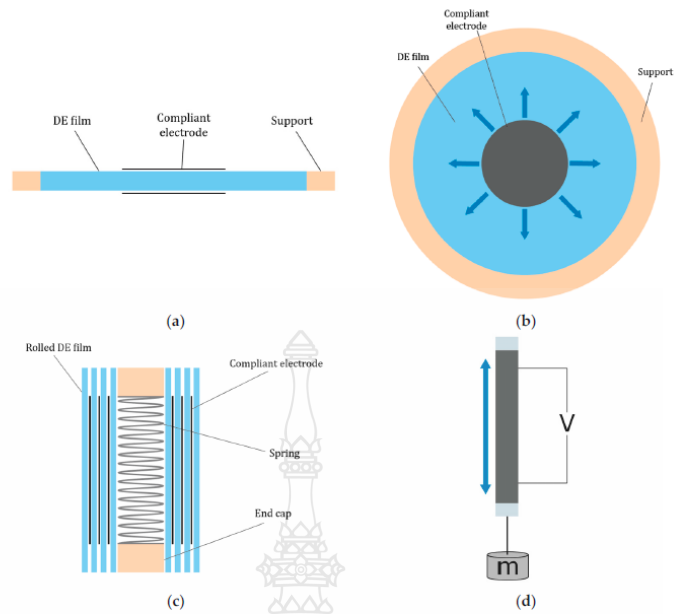 Compliant
electrode
DE film
Support
DE film
Compliant
electrode
Support
(a)
(b)
Rolled DE film
Compliant electrode
Spring
End cap
V
m
(c)
(d)